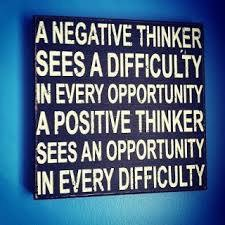 A NEGATIVE THINKER
SEES A DIFFICULTY
IN EVERY OPPORTUNITY
A POSITIVE THINKER
SEES AN OPPORTUNITY
IN EVERY DIFFICULTY